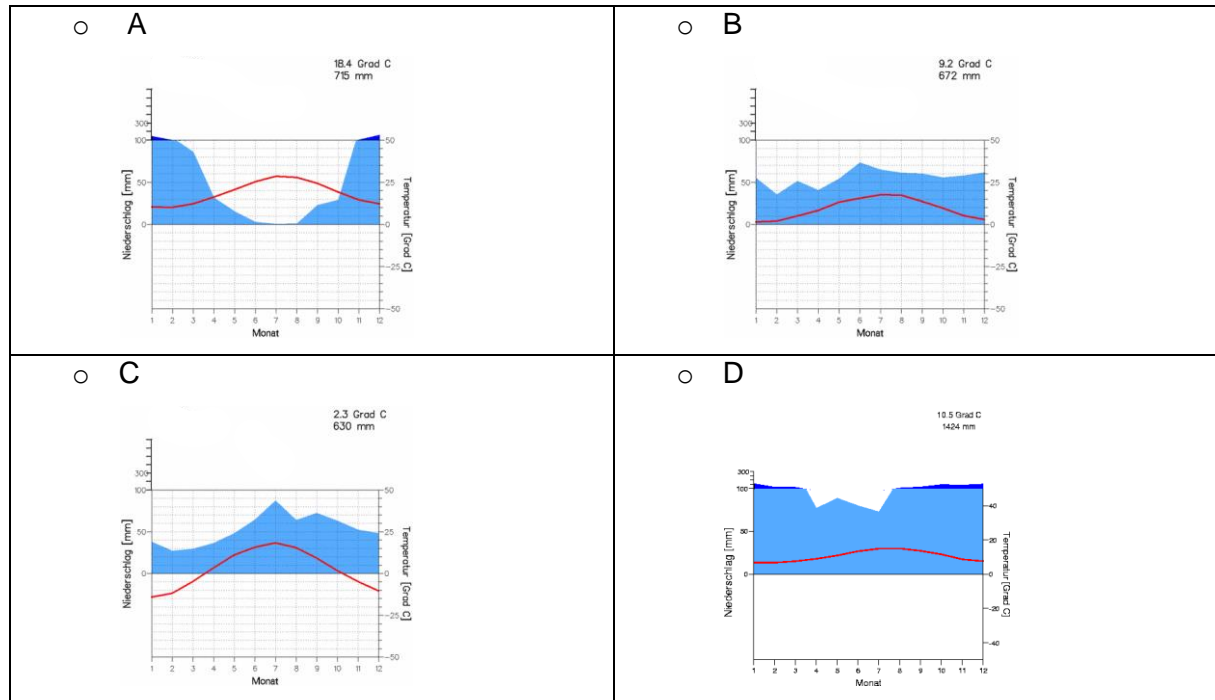 A
18.4 Grad C
715 mm
300
100
50
0
Niederschlag [mm]
50
25
0
-25
-50
Temperatur [Grad C]
1 2 3 4 5 6 7 8 9 10 11 12
Monat
B
9.2 Grad C
672 mm
300
100
50
0
Niederschlag [mm]
50
25
0
-25
-50
Temperatur [Grad C]
1 2 3 4 5 6 7 8 9 10 11 12
Monat
C
2.3 Grad C
630 mm
300
100
50
0
Niederschlag [mm]
50
25
0
-25
-50
Temperatur [Grad C]
1 2 3 4 5 6 7 8 9 10 11 12
Monat
D
10.5 Grad C
1424 mm
300
100
50
0
Niederschlag [mm]
40
20
0
-20
-40
Temperatur [Grad C]
1 2 3 4 5 6 7 8 9 10 11 12
Monat